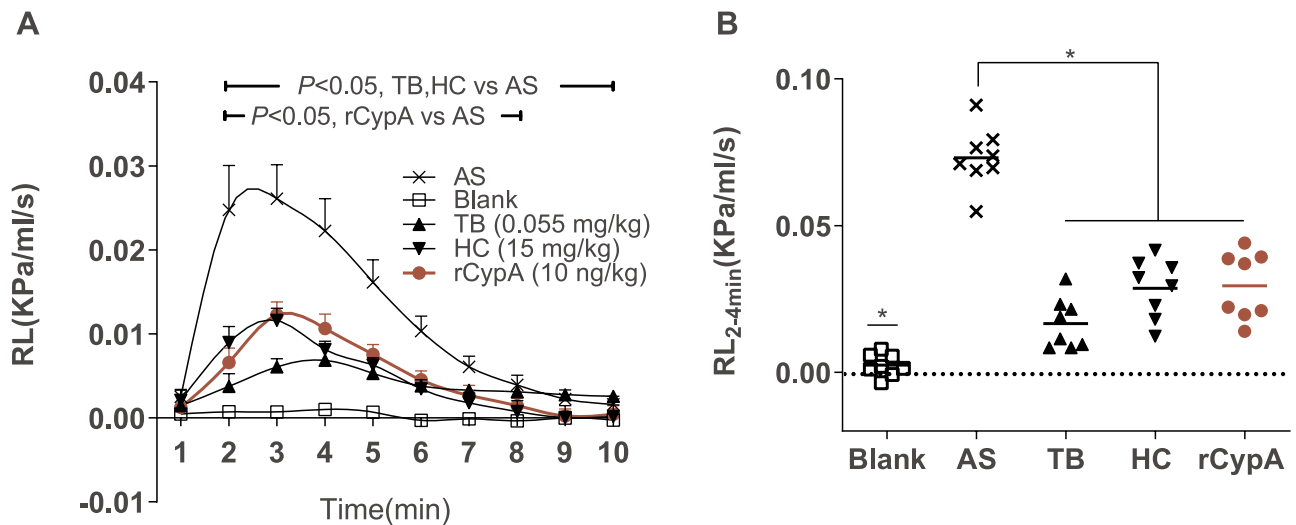 A
B
P<0.05, TB,HC vs AS
P<0.05, rCypA vs AS
RL(KPa/ml/s)
0.04
0.03
0.02
0.01
0.00
-0.01
AS
Blank
TB (0.055 mg/kg)
HC (15 mg/kg)
rCypA (10 ng/kg)
1 2 3 4 5 6 7 8 9 10
Time(min)
RL2-4min(KPa/ml/s)
0.10
0.05
0.00
*
*
Blank AS TB HC rCypA